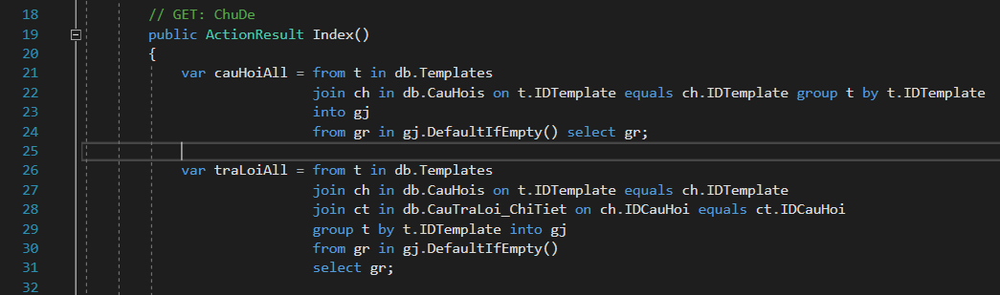 18 // GET: ChuDe
19 public ActionResult Index()
20 {
21 var cauHoiAll = from t in db.Templates
22 join ch in db.CauHois on t.IDTemplate equals ch.IDTemplate group t by t.IDTemplate
23 into gj
24 from gr in gj.DefaultIfEmpty() select gr;
25
26 var traLoiAll = from t in db.Templates
27 join ch in db.CauHois on t.IDTemplate equals ch.IDTemplate
28 join ct in db.CauTraLoi_ChiTiet on ch.IDCauHoi equals ct.IDCauHoi
29 group t by t.IDTemplate into gj
30 from gr in gj.DefaultIfEmpty()
31 select gr;
32